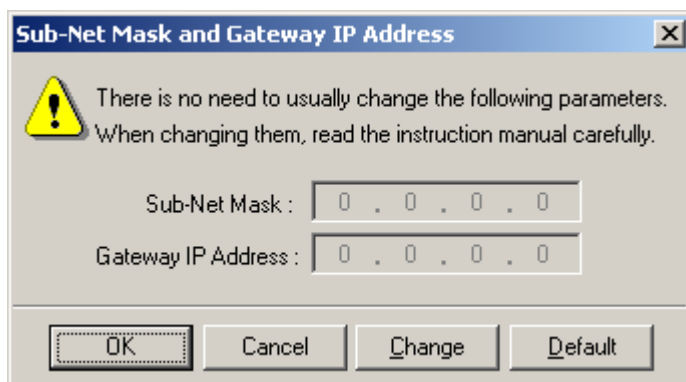 Sub-Net Mask and Gateway IP Address
There is no need to usually change the following parameters.
When changing them, read the instruction manual carefully.
Sub-Net Mask : 0 . 0 . 0 . 0
Gateway IP Address : 0 . 0 . 0 . 0
OK Cancel Change Default